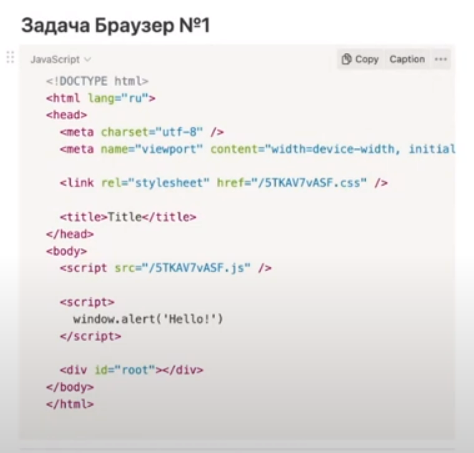 Задача Браузер №1
JavaScript
Copy Caption
<!DOCTYPE html>
<html lang="ru">
<head>
<meta charset="utf-8" />
<meta name="viewport" content="width=device-width, initial
<link rel="stylesheet" href="/5TKAV7vASF.css" />
<title>Title</title>
</head>
<body>
<script src="/5TKAV7vASF.js" />
<script>
window.alert('Hello!')
</script>
<div id="root"></div>
</body>
</html>